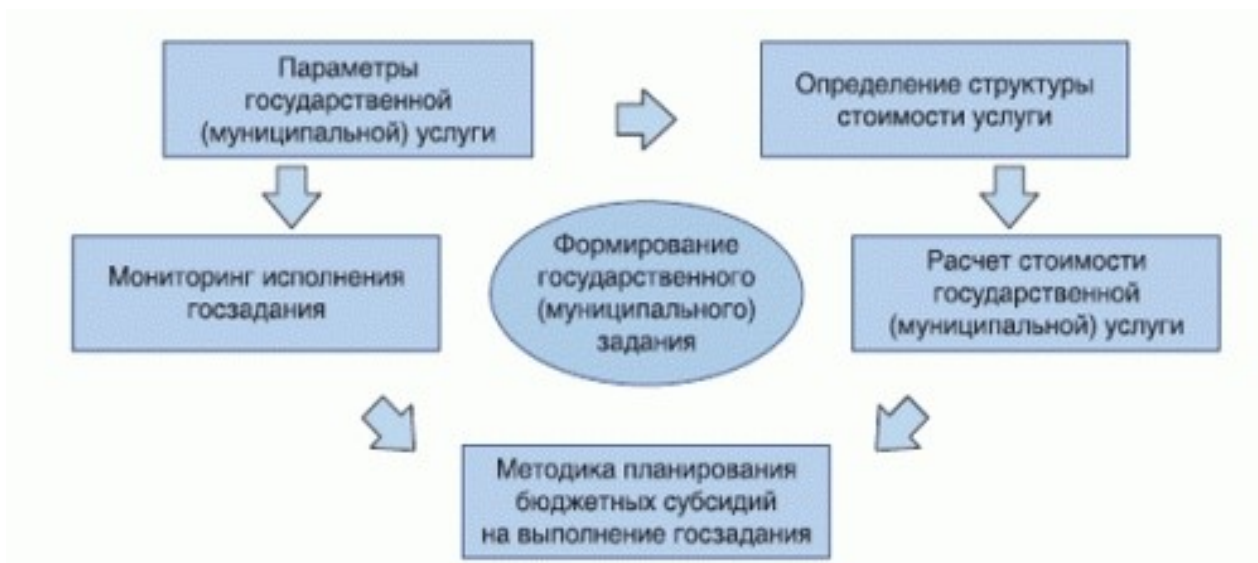 Параметры
государственной
(муниципальной) услуги
Определение структуры
стоимости услуги
Мониторинг исполнения
госзадания
Формирование
государственного
(муниципального)
задания
Расчет стоимости
государственной
(муниципальной) услуги
Методика планирования
бюджетных субсидий
на выполнение госзадания